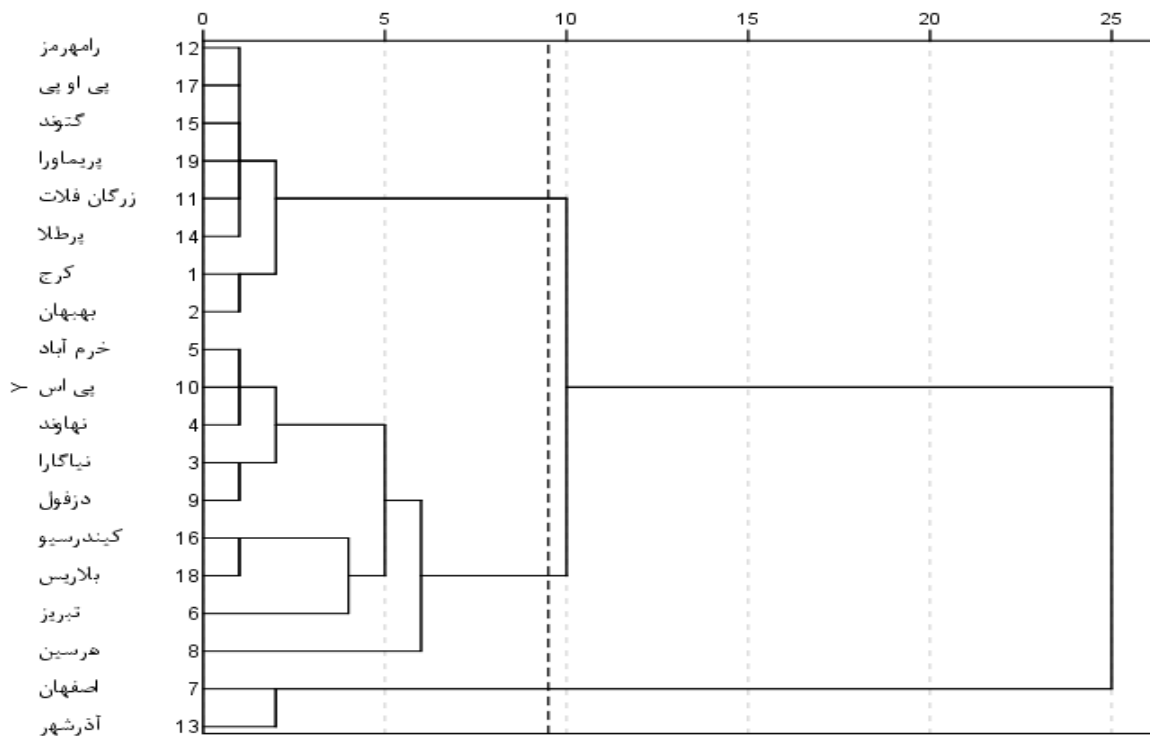 0 5 10 15 20 25
رامهرمز 12
پی او پی 17
گتوند 15
پریماورا 19
زرگان فلات 11
پرطلا 14
کرج 1
بهبهان 2
خرم آباد 5
Y پی اس 10
نهاوند 4
نیاگارا 3
دزفول 9
کیندرسیو 16
بلاریس 18
تبریز 6
هرسین 8
اصفهان 7
آذرشهر 13